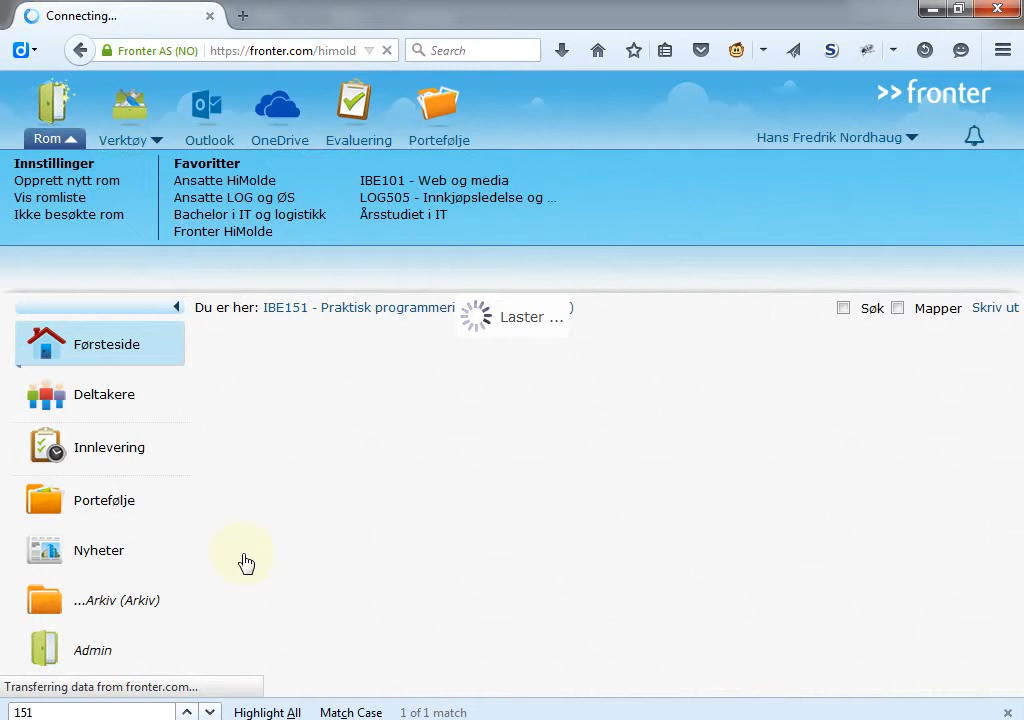 Connecting...
Fronter AS (NO) https://fronter.com/himold Search
>>fronter
Rom Verktøy Outlook OneDrive Evaluering Portefølje Hans Fredrik Nordhaug
Innstillinger Favoritter
Opprett nytt rom Ansatte HiMolde IBE101 - Web og media
Vis romliste Ansatte LOG og ØS LOG505 - Innkjøpsledelse og ...
Ikke besøkte rom Bachelor i IT og logistikk Årsstudiet i IT
Fronter HiMolde
Du er her: IBE151 - Praktisk programmeri ) Søk Mapper Skriv ut
Laster ...
Førsteside
Deltakere
Innlevering
Portefølje
Nyheter
...Arkiv (Arkiv)
Admin
Transferring data from fronter.com...
151 Highlight All Match Case 1 of 1 match